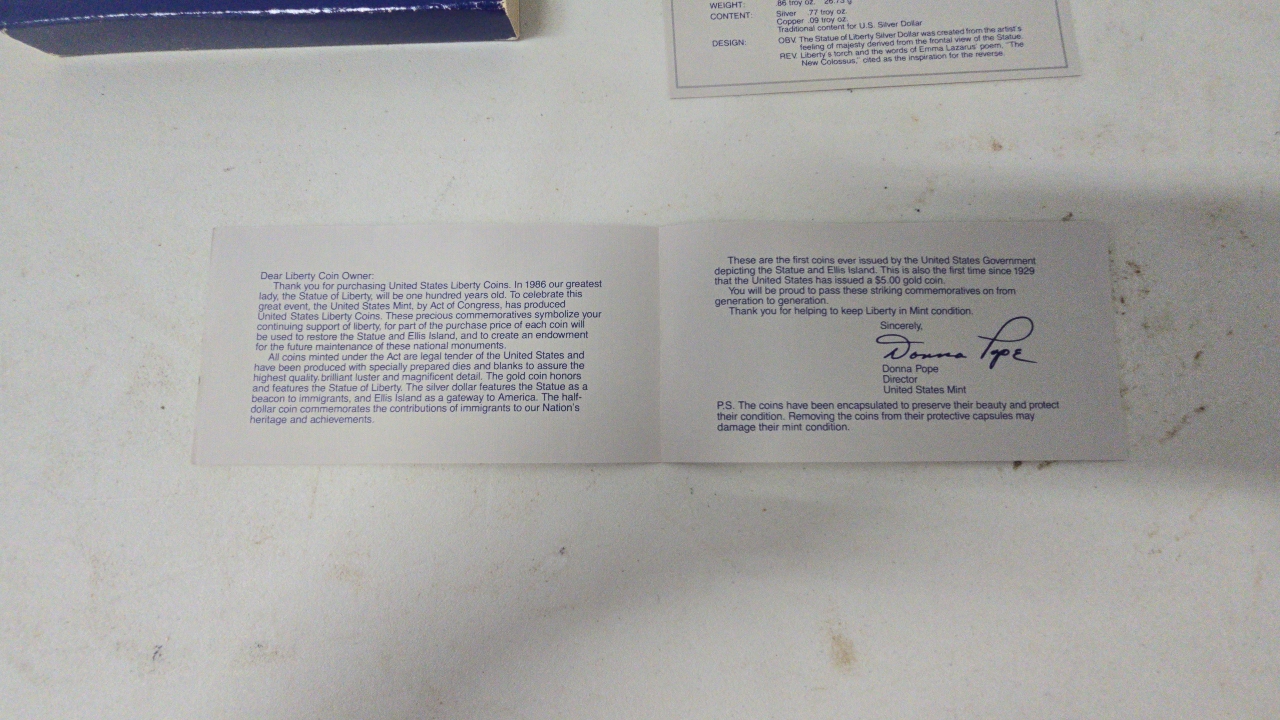 WEIGHT: .86 troy oz. 26.73 g
CONTENT: Silver .77 troy oz.
Copper .09 troy oz.
Traditional content for U.S. Silver Dollar
DESIGN: OBV. The Statue of Liberty Silver Dollar was created from the artist's
feeling of majesty derived from the frontal view of the Statue.
REV. Liberty's torch and the words of Emma Lazarus' poem, "The
New Colossus," cited as the inspiration for the reverse.
Dear Liberty Coin Owner:
Thank you for purchasing United States Liberty Coins. In 1986 our greatest
lady, the Statue of Liberty, will be one hundred years old. To celebrate this
great event, the United States Mint, by Act of Congress, has produced
United States Liberty Coins. These precious commemoratives symbolize your
continuing support of liberty, for part of the purchase price of each coin will
be used to restore the Statue and Ellis Island, and to create an endowment
for the future maintenance of these national monuments.
All coins minted under the Act are legal tender of the United States and
have been produced with specially prepared dies and blanks to assure the
highest quality brilliant luster and magnificent detail. The gold coin honors
and features the Statue of Liberty. The silver dollar features the Statue as a
beacon to immigrants, and Ellis Island as a gateway to America. The half-
dollar coin commemorates the contributions of immigrants to our Nation's
heritage and achievements.
These are the first coins ever issued by the United States Government
depicting the Statue and Ellis Island. This is also the first time since 1929
that the United States has issued a $5.00 gold coin.
You will be proud to pass these striking commemoratives on from
generation to generation.
Thank you for helping to keep Liberty in Mint condition.
Sincerely,
Donna Pope
Donna Pope
Director
United States Mint
P.S. The coins have been encapsulated to preserve their beauty and protect
their condition. Removing the coins from their protective capsules may
damage their mint condition.